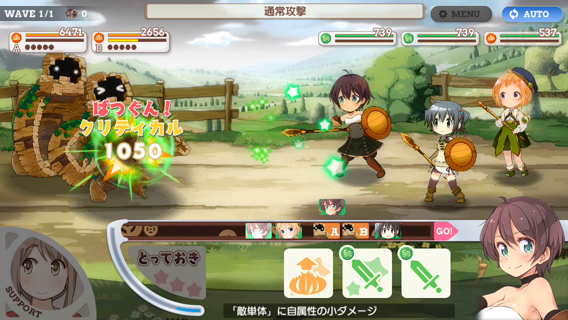 WAVE 1/1
通常攻撃
MENU
AUTO
6471
A
2656
B
739
739
537
ばつぐん!
クリティカル
1050
A B
GO!
SUPPORT
とっておき
「敵単体」に自属性の小ダメージ